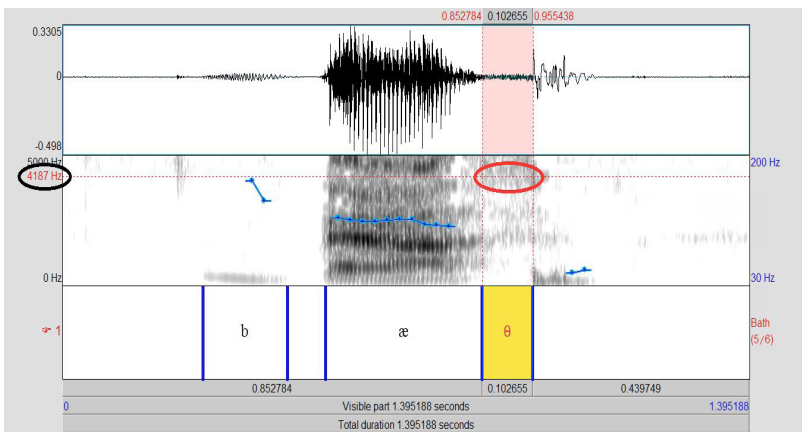 0.852784 0.102655 0.955438
0.3305
0
-0.498
5000 Hz
200 Hz
4187 Hz
0 Hz
30 Hz
1
b
æ
θ
Bath
(5/6)
0.852784 0.102655 0.439749
0 Visible part 1.395188 seconds 1.395188
Total duration 1.395188 seconds